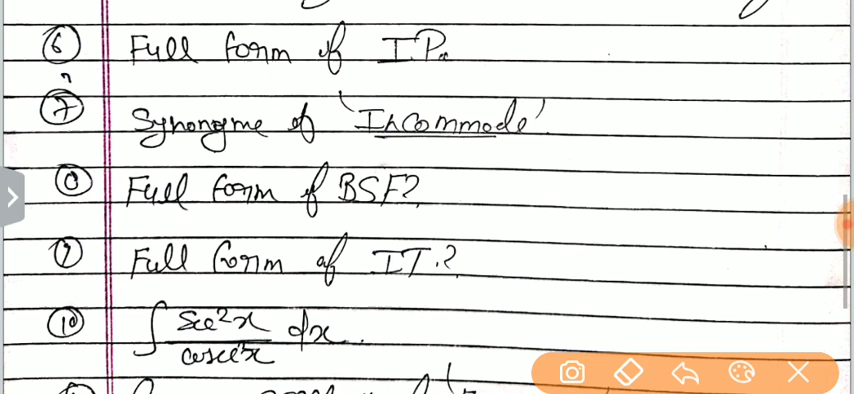 ⑥ Full form of IP.
⑦ Synonyme of 'Incommode'
⑧ Full form of BSF?
⑨ Full form of IT.?
⑩ ∫ sec²x / cosec²x dx.